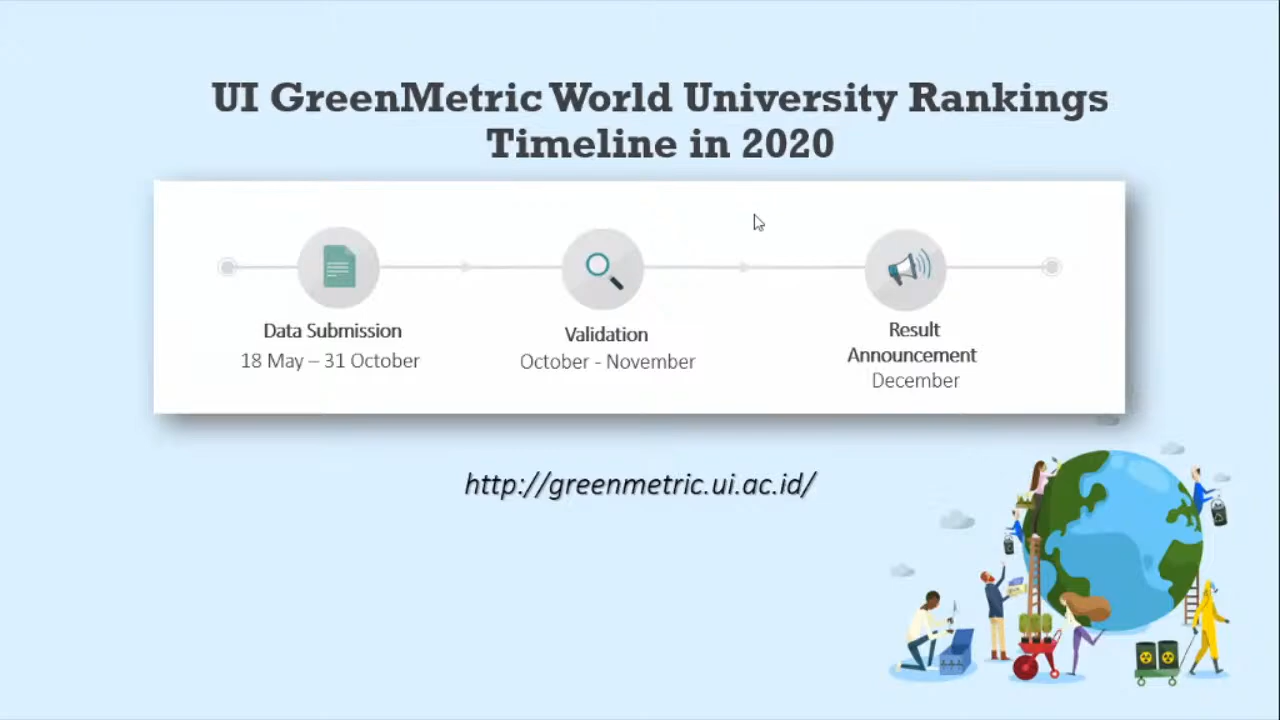 UI GreenMetric World University Rankings
Timeline in 2020
Data Submission
18 May – 31 October
Validation
October - November
Result
Announcement
December
http://greenmetric.ui.ac.id/